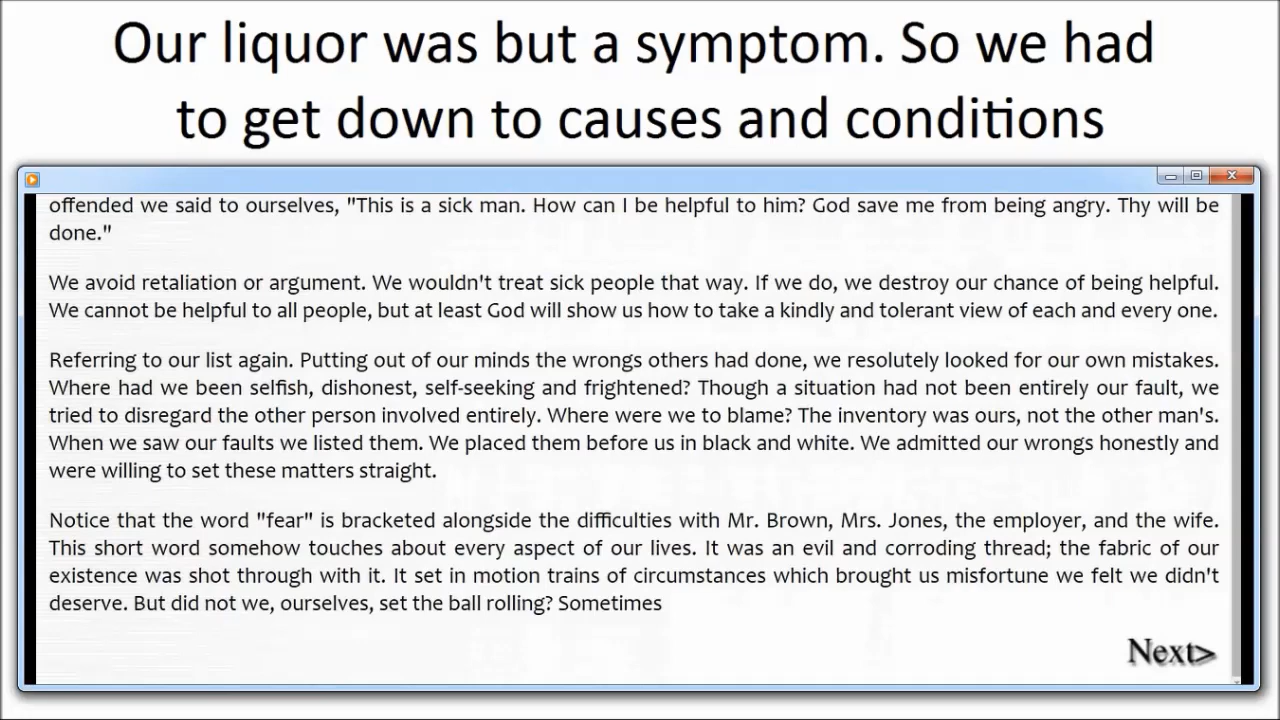 Our liquor was but a symptom. So we had
to get down to causes and conditions
offended we said to ourselves, "This is a sick man. How can I be helpful to him? God save me from being angry. Thy will be
done."
We avoid retaliation or argument. We wouldn't treat sick people that way. If we do, we destroy our chance of being helpful.
We cannot be helpful to all people, but at least God will show us how to take a kindly and tolerant view of each and every one.
Referring to our list again. Putting out of our minds the wrongs others had done, we resolutely looked for our own mistakes.
Where had we been selfish, dishonest, self-seeking and frightened? Though a situation had not been entirely our fault, we
tried to disregard the other person involved entirely. Where were we to blame? The inventory was ours, not the other man's.
When we saw our faults we listed them. We placed them before us in black and white. We admitted our wrongs honestly and
were willing to set these matters straight.
Notice that the word "fear" is bracketed alongside the difficulties with Mr. Brown, Mrs. Jones, the employer, and the wife.
This short word somehow touches about every aspect of our lives. It was an evil and corroding thread; the fabric of our
existence was shot through with it. It set in motion trains of circumstances which brought us misfortune we felt we didn't
deserve. But did not we, ourselves, set the ball rolling? Sometimes
Next>